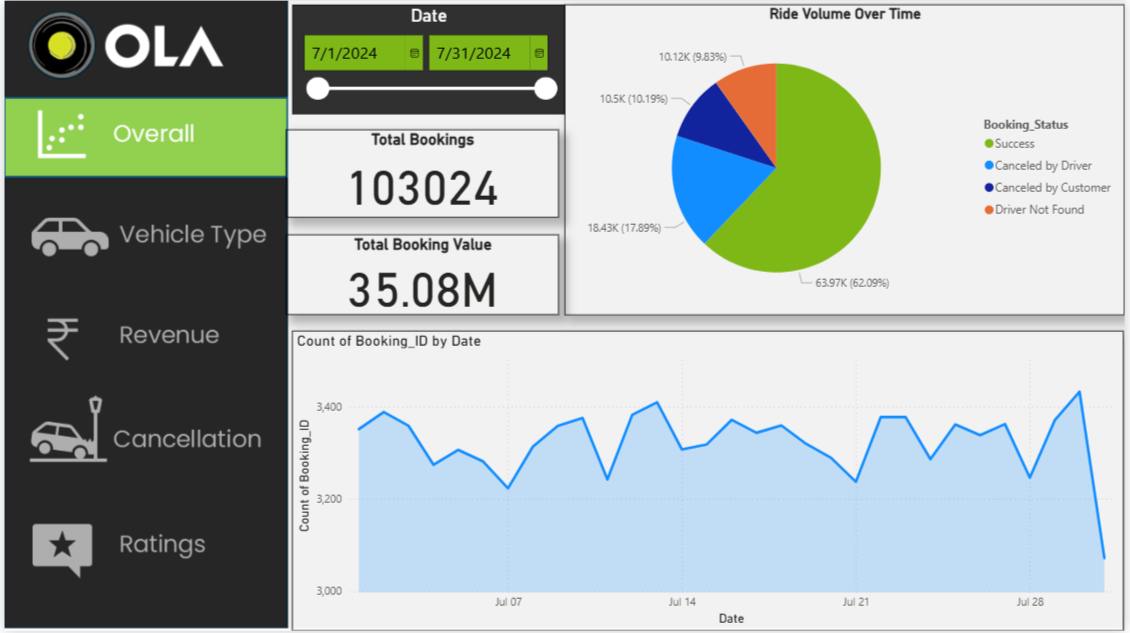 OLA
Overall
Vehicle Type
Revenue
Cancellation
Ratings
Date
7/1/2024
7/31/2024
Total Bookings
103024
Total Booking Value
35.08M
Ride Volume Over Time
10.12K (9.83%)
10.5K (10.19%)
18.43K (17.89%)
63.97K (62.09%)
Booking_Status
Success
Canceled by Driver
Canceled by Customer
Driver Not Found
Count of Booking_ID by Date
Count of Booking_ID
3,400
3,200
3,000
Jul 07
Jul 14
Jul 21
Jul 28
Date